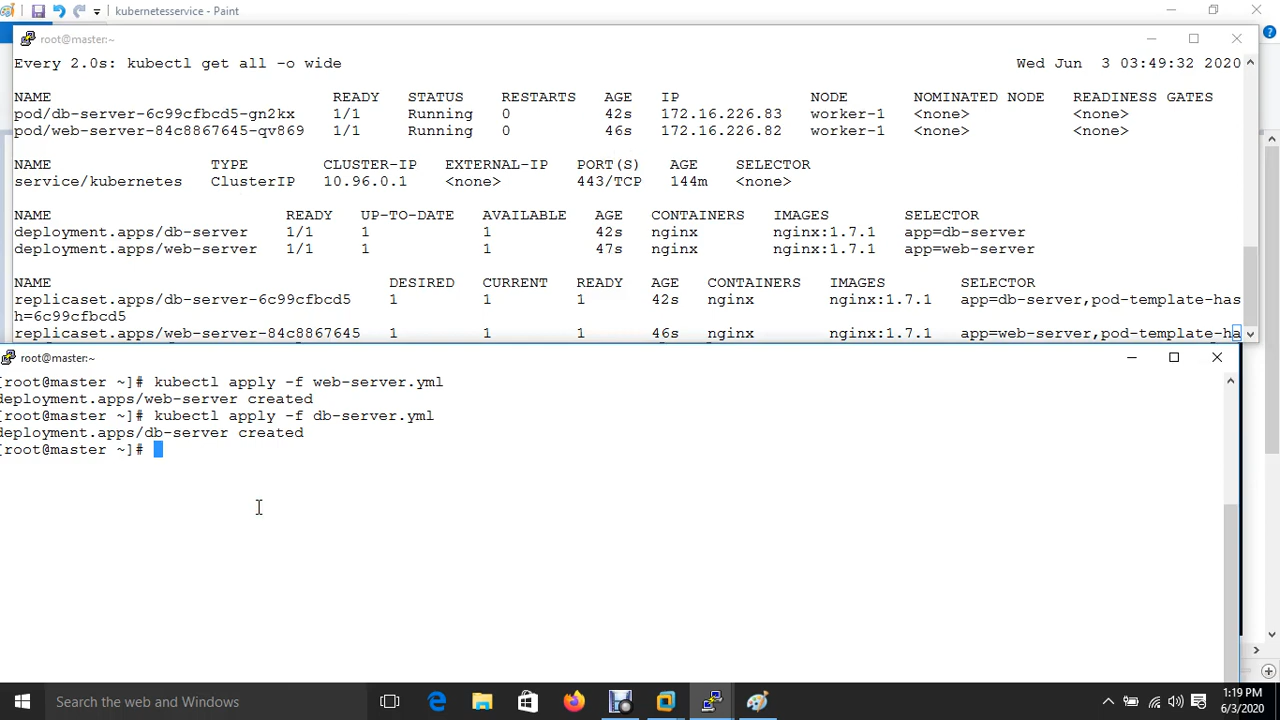 kubernetesservice - Paint
root@master:~
Every 2.0s: kubectl get all -o wide Wed Jun 3 03:49:32 2020
NAME READY STATUS RESTARTS AGE IP NODE NOMINATED NODE READINESS GATES
pod/db-server-6c99cfbcd5-gn2kx 1/1 Running 0 42s 172.16.226.83 worker-1 <none> <none>
pod/web-server-84c8867645-qv869 1/1 Running 0 46s 172.16.226.82 worker-1 <none> <none>
NAME TYPE CLUSTER-IP EXTERNAL-IP PORT(S) AGE SELECTOR
service/kubernetes ClusterIP 10.96.0.1 <none> 443/TCP 144m <none>
NAME READY UP-TO-DATE AVAILABLE AGE CONTAINERS IMAGES SELECTOR
deployment.apps/db-server 1/1 1 1 42s nginx nginx:1.7.1 app=db-server
deployment.apps/web-server 1/1 1 1 47s nginx nginx:1.7.1 app=web-server
NAME DESIRED CURRENT READY AGE CONTAINERS IMAGES SELECTOR
replicaset.apps/db-server-6c99cfbcd5 1 1 1 42s nginx nginx:1.7.1 app=db-server,pod-template-has
h=6c99cfbcd5
replicaset.apps/web-server-84c8867645 1 1 1 46s nginx nginx:1.7.1 app=web-server,pod-template-ha
root@master:~
[root@master ~]# kubectl apply -f web-server.yml
deployment.apps/web-server created
[root@master ~]# kubectl apply -f db-server.yml
deployment.apps/db-server created
[root@master ~]#
Search the web and Windows
1:19 PM
6/3/2020